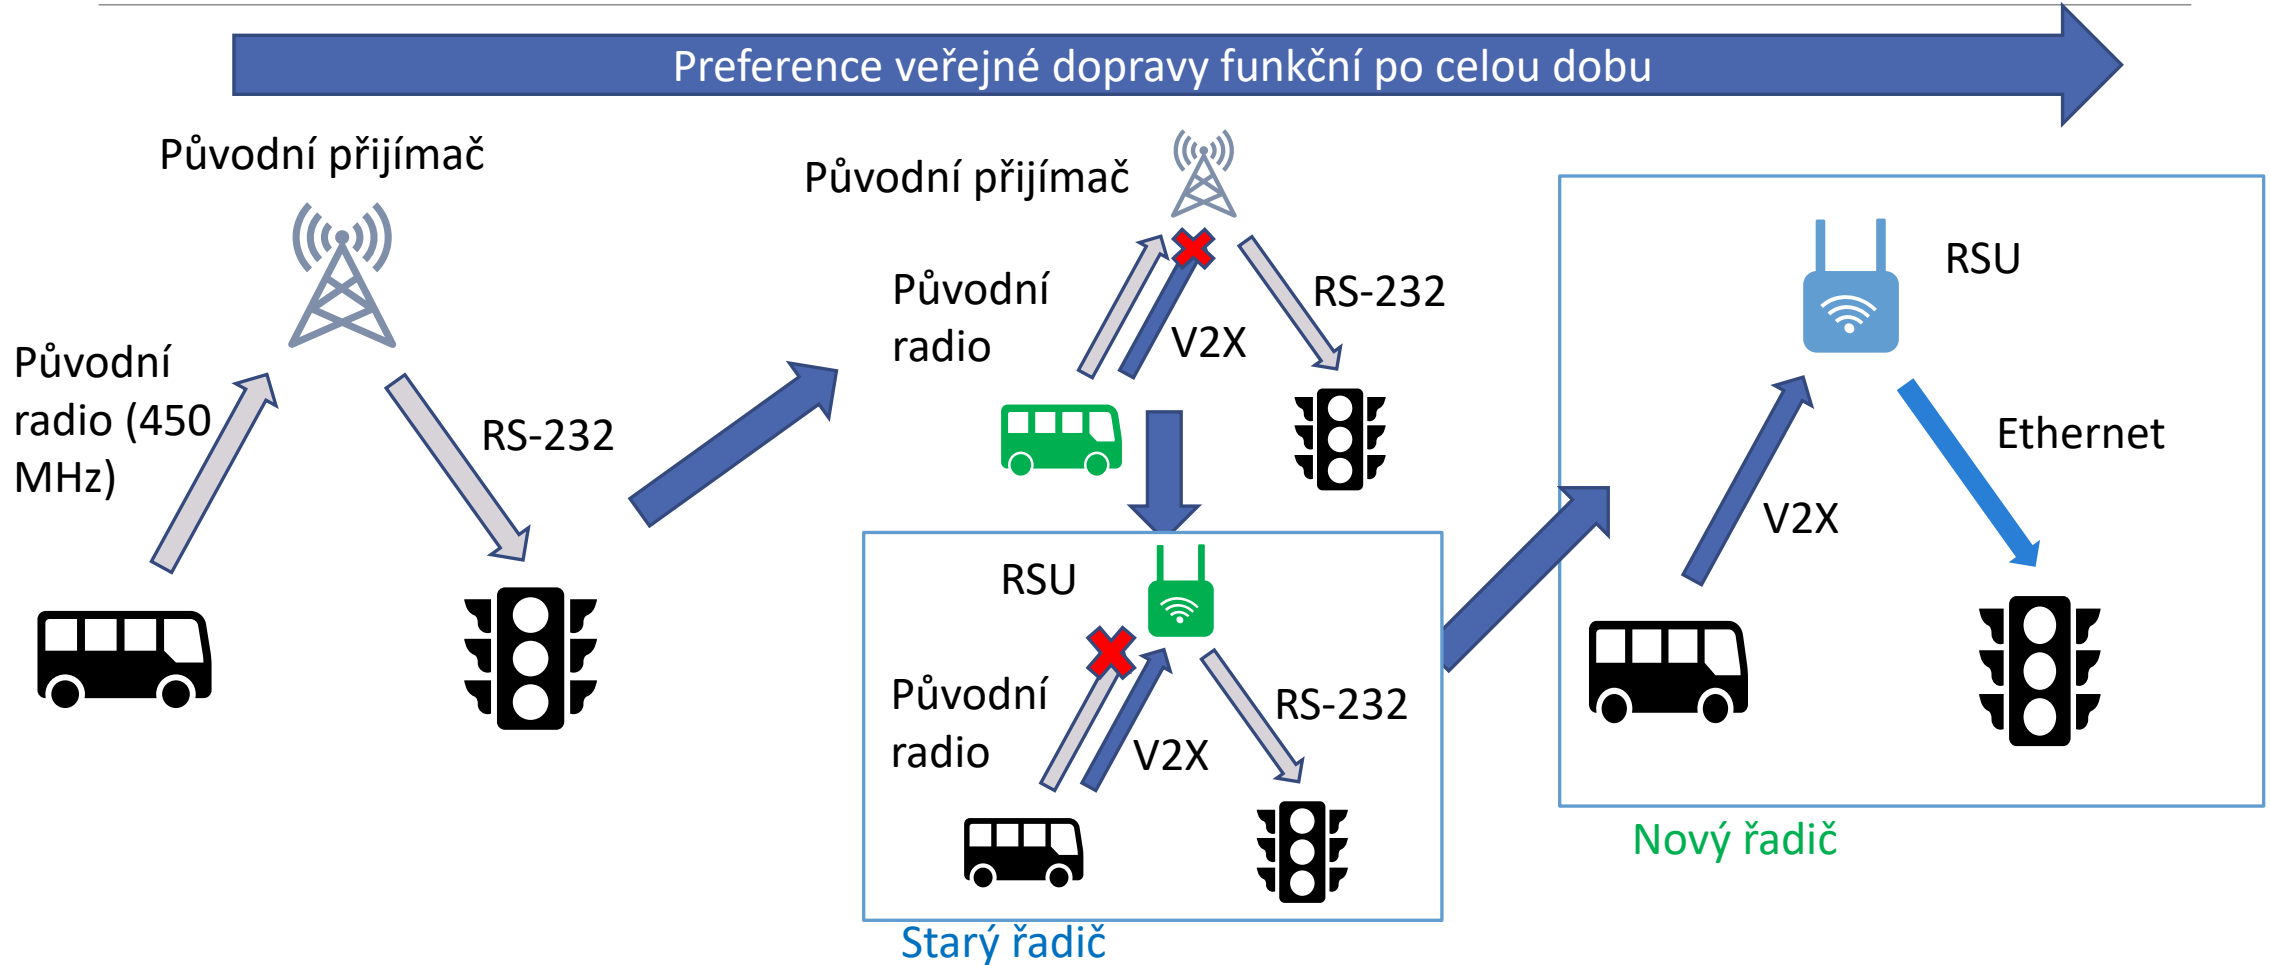 Preference veřejné dopravy funkční po celou dobu
Původní přijímač
Původní
radio (450
MHz)
RS-232
Původní přijímač
Původní
radio
V2X
RS-232
RSU
Původní
radio
V2X
RS-232
Starý řadič
RSU
V2X
Ethernet
Nový řadič